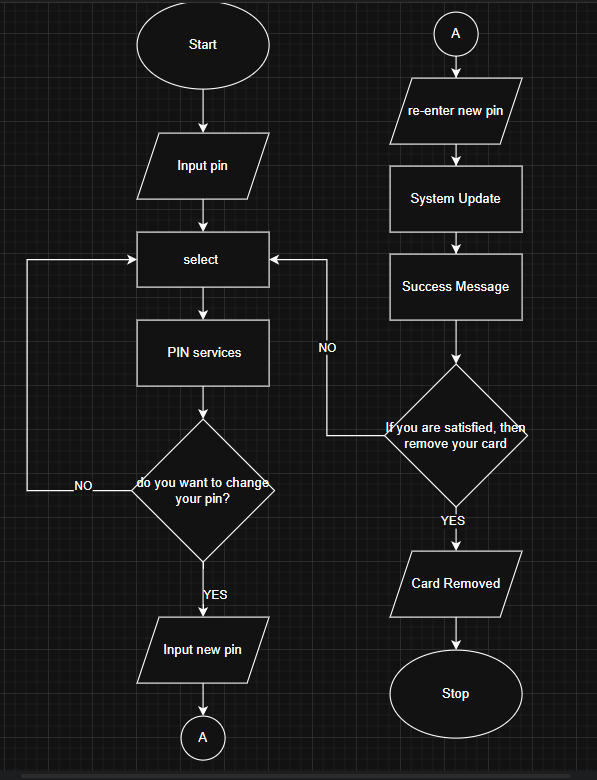 Start
Input pin
select
PIN services
do you want to change
your pin?
NO
YES
Input new pin
A
A
re-enter new pin
System Update
Success Message
If you are satisfied, then
remove your card
NO
YES
Card Removed
Stop